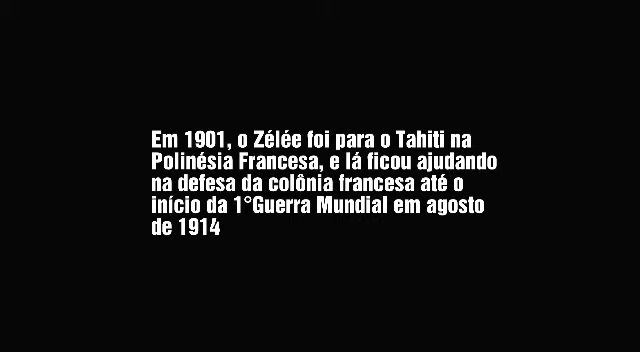 Em 1901, o Zélée foi para o Tahiti na
Polinésia Francesa, e lá ficou ajudando
na defesa da colônia francesa até o
início da 1°Guerra Mundial em agosto
de 1914